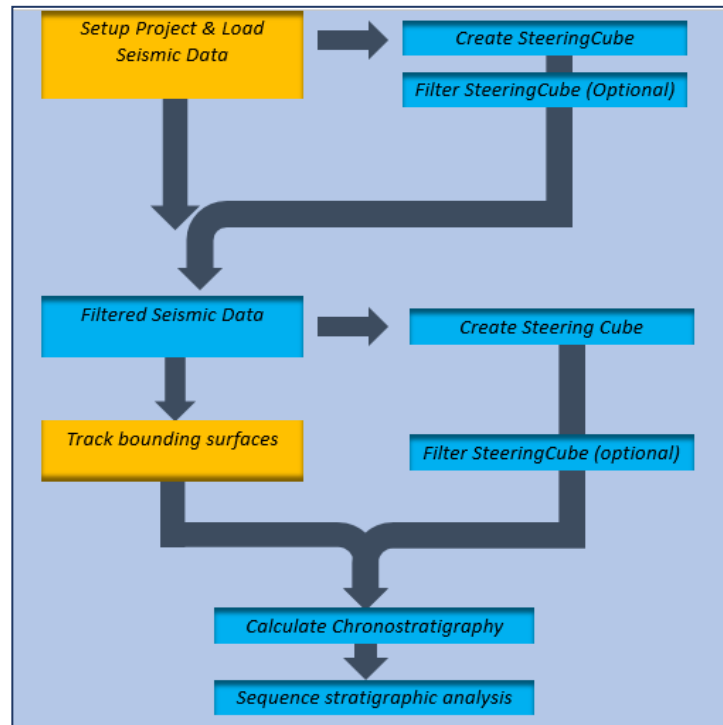 Setup Project & Load
Seismic Data
Create SteeringCube
Filter SteeringCube (Optional)
Filtered Seismic Data
Create Steering Cube
Track bounding surfaces
Filter SteeringCube (optional)
Calculate Chronostratigraphy
Sequence stratigraphic analysis